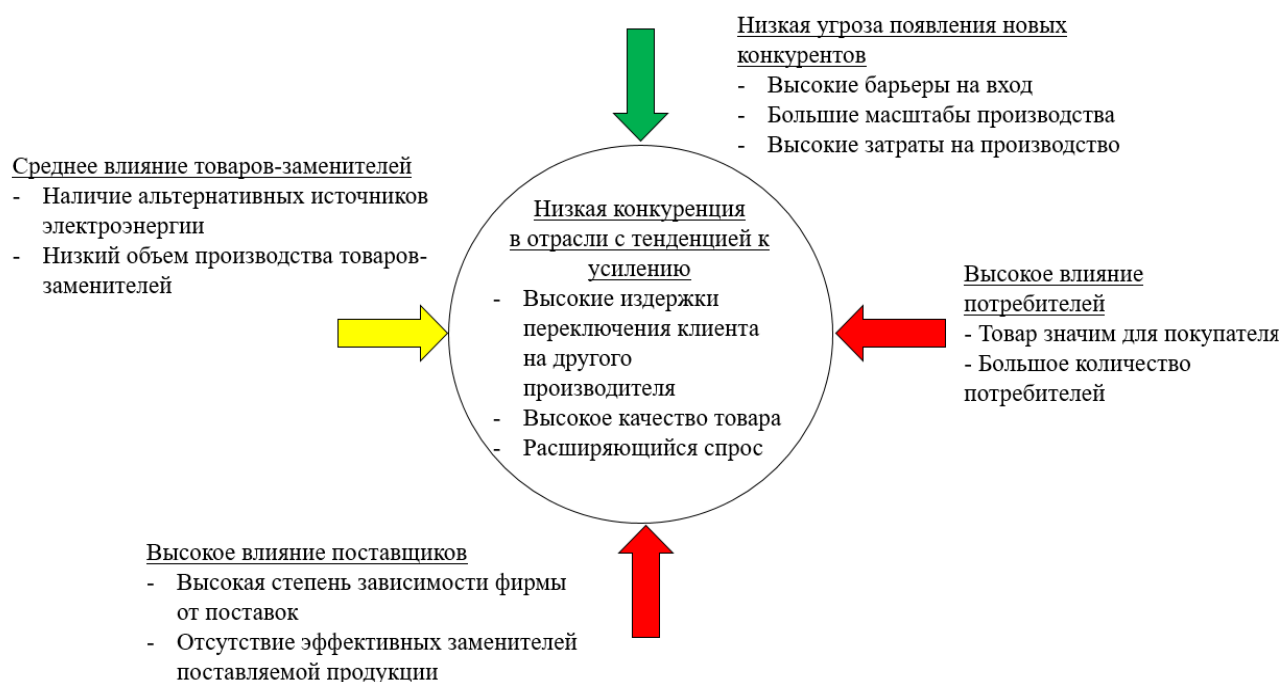 Низкая угроза появления новых
конкурентов
- Высокие барьеры на вход
- Большие масштабы производства
- Высокие затраты на производство
Среднее влияние товаров-заменителей
- Наличие альтернативных источников
электроэнергии
- Низкий объем производства товаров-
заменителей
Низкая конкуренция
в отрасли с тенденцией к
усилению
- Высокие издержки
переключения клиента
на другого
производителя
- Высокое качество товара
- Расширяющийся спрос
Высокое влияние
потребителей
- Товар значим для покупателя
- Большое количество
потребителей
Высокое влияние поставщиков
- Высокая степень зависимости фирмы
от поставок
- Отсутствие эффективных заменителей
поставляемой продукции